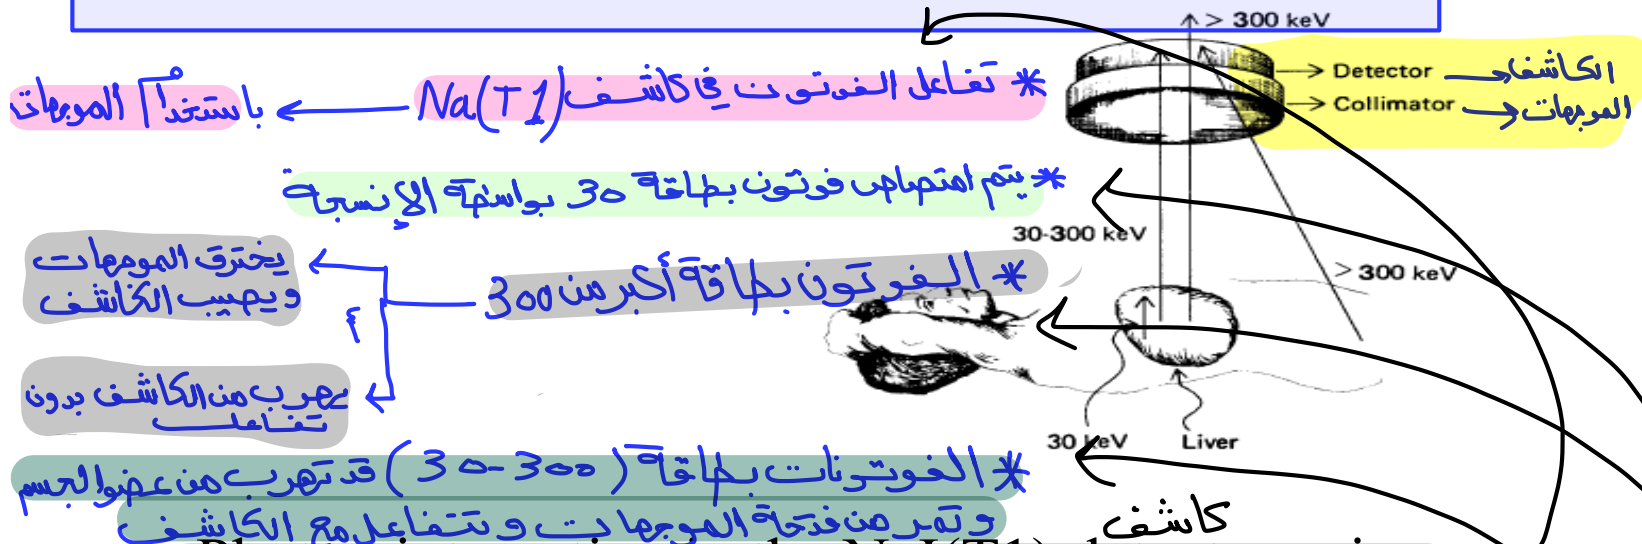 > 300 keV
Detector → الكاشف
Collimator → الموجهات
* تفاعل الفوتون في كاشف Na(T1) ← باستخدام الموجهات
* يتم امتصاص فوتون بطاقة 30 بواسطة الإنسجة
30-300 keV
> 300 keV
* الفوتون بطاقة أكبر من 300
يخترق الموجهات
ويصيب الكاشف
يهرب من الكاشف بدون
تفاعل
30 keV
Liver
* الفوتونات بطاقة (30-300) قد تهرب من عضو الجسم
وتمر من فتحة الموجهات وتتفاعل مع الكاشف
كاشف